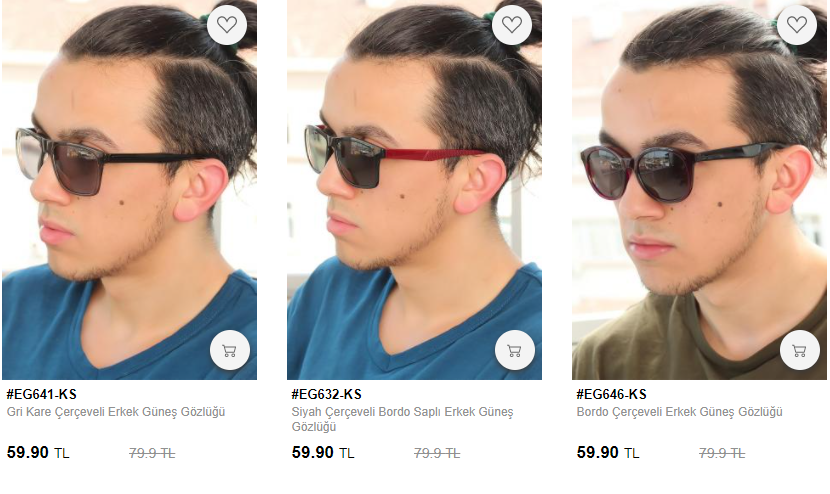 #EG641-KS
Gri Kare Çerçeveli Erkek Güneş Gözlüğü
59.90 TL 79.9 TL
#EG632-KS
Siyah Çerçeveli Bordo Saplı Erkek Güneş
Gözlüğü
59.90 TL 79.9 TL
#EG646-KS
Bordo Çerçeveli Erkek Güneş Gözlüğü
59.90 TL 79.9 TL